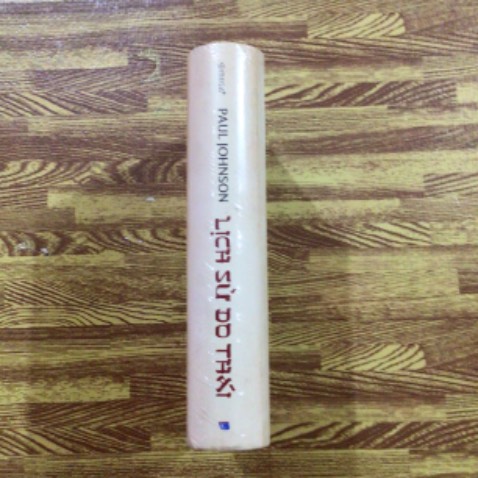 PAUL JOHNSON
LỊCH SỬ DO THÁI